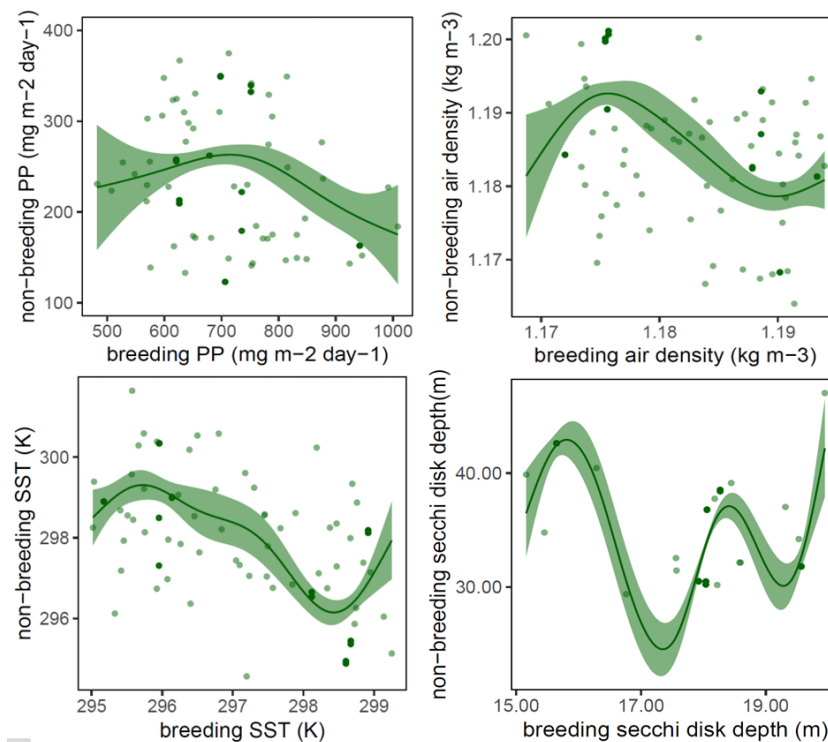 non−breeding PP (mg m−2 day−1)
400
300
200
100
500 600 700 800 900 1000
breeding PP (mg m−2 day−1)
non−breeding air density (kg m−3)
1.20
1.19
1.18
1.17
1.17 1.18 1.19
breeding air density (kg m−3)
non−breeding SST (K)
300
298
296
295 296 297 298 299
breeding SST (K)
non−breeding secchi disk depth(m)
40.00
30.00
15.00 17.00 19.00
breeding secchi disk depth (m)